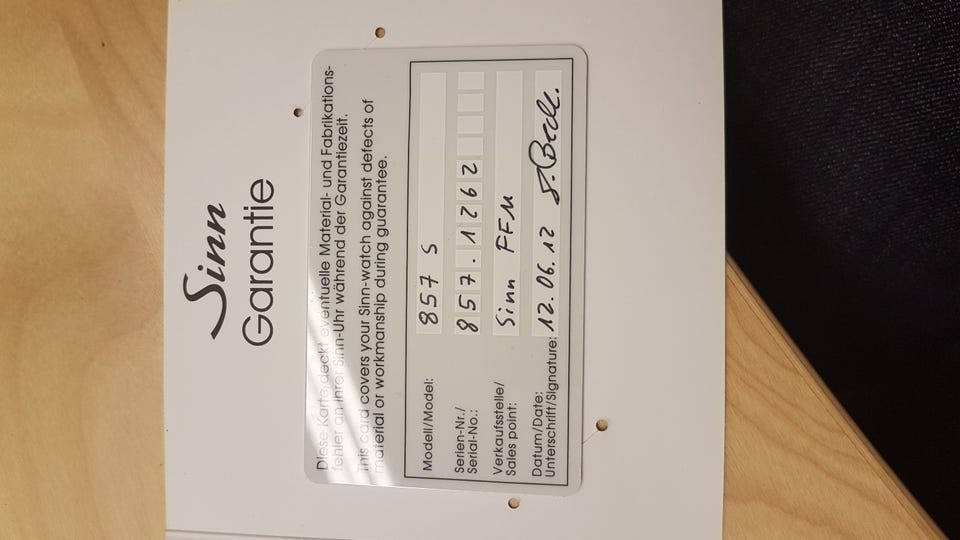 Sinn
Garantie
Diese Karte deckt eventuelle Material- und Fabrikations-
fehler an Ihrer Sinn-Uhr während der Garantiezeit.
This card covers your Sinn-watch against defects of
material or workmanship during guarantee.
Modell/Model: 857 S
Serien-Nr./
Serial-No.: 857.1262
Verkaufsstelle/
Sales point: Sinn FFM
Datum/Date:
Unterschrift/Signature: 12.06.12